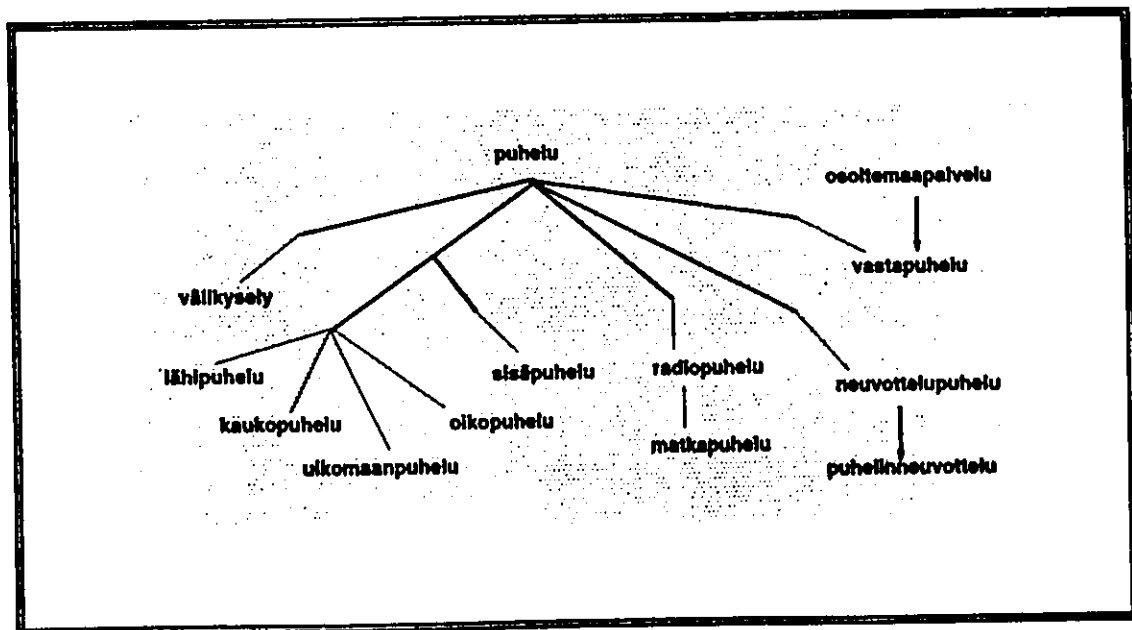 puhelu
osoitemaapalvelu
vastapuhelu
välikysely
lähipuhelu
sisäpuhelu
radiopuhelu
neuvottelupuhelu
kaukopuhelu
oikopuhelu
matkapuhelu
ulkomaanpuhelu
puhelinneuvottelu